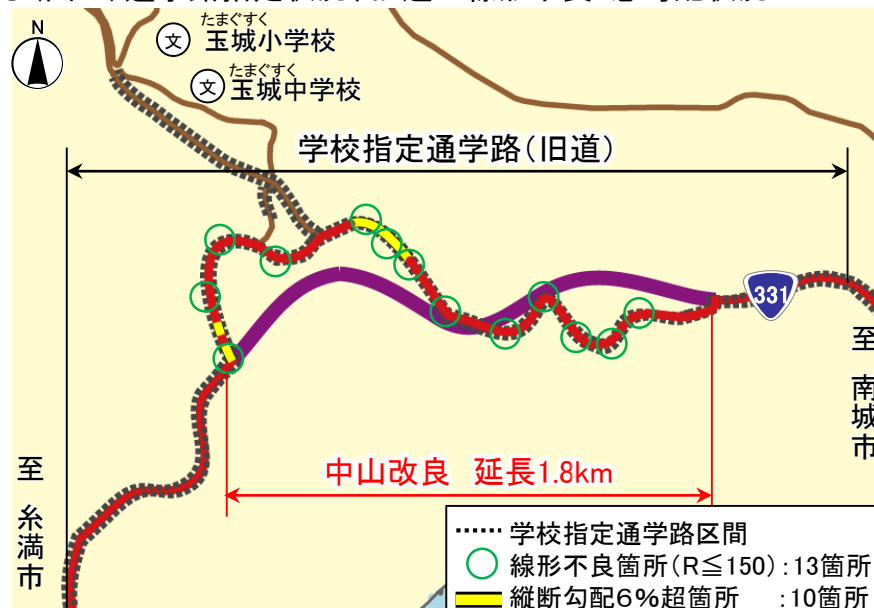 N
文
たまぐすく
玉城小学校
文
たまぐすく
玉城中学校
学校指定通学路(旧道)
331
至 南城市
中山改良 延長1.8km
至 糸満市
学校指定通学路区間
線形不良箇所(R≦150):13箇所
縦断勾配6%超箇所 :10箇所